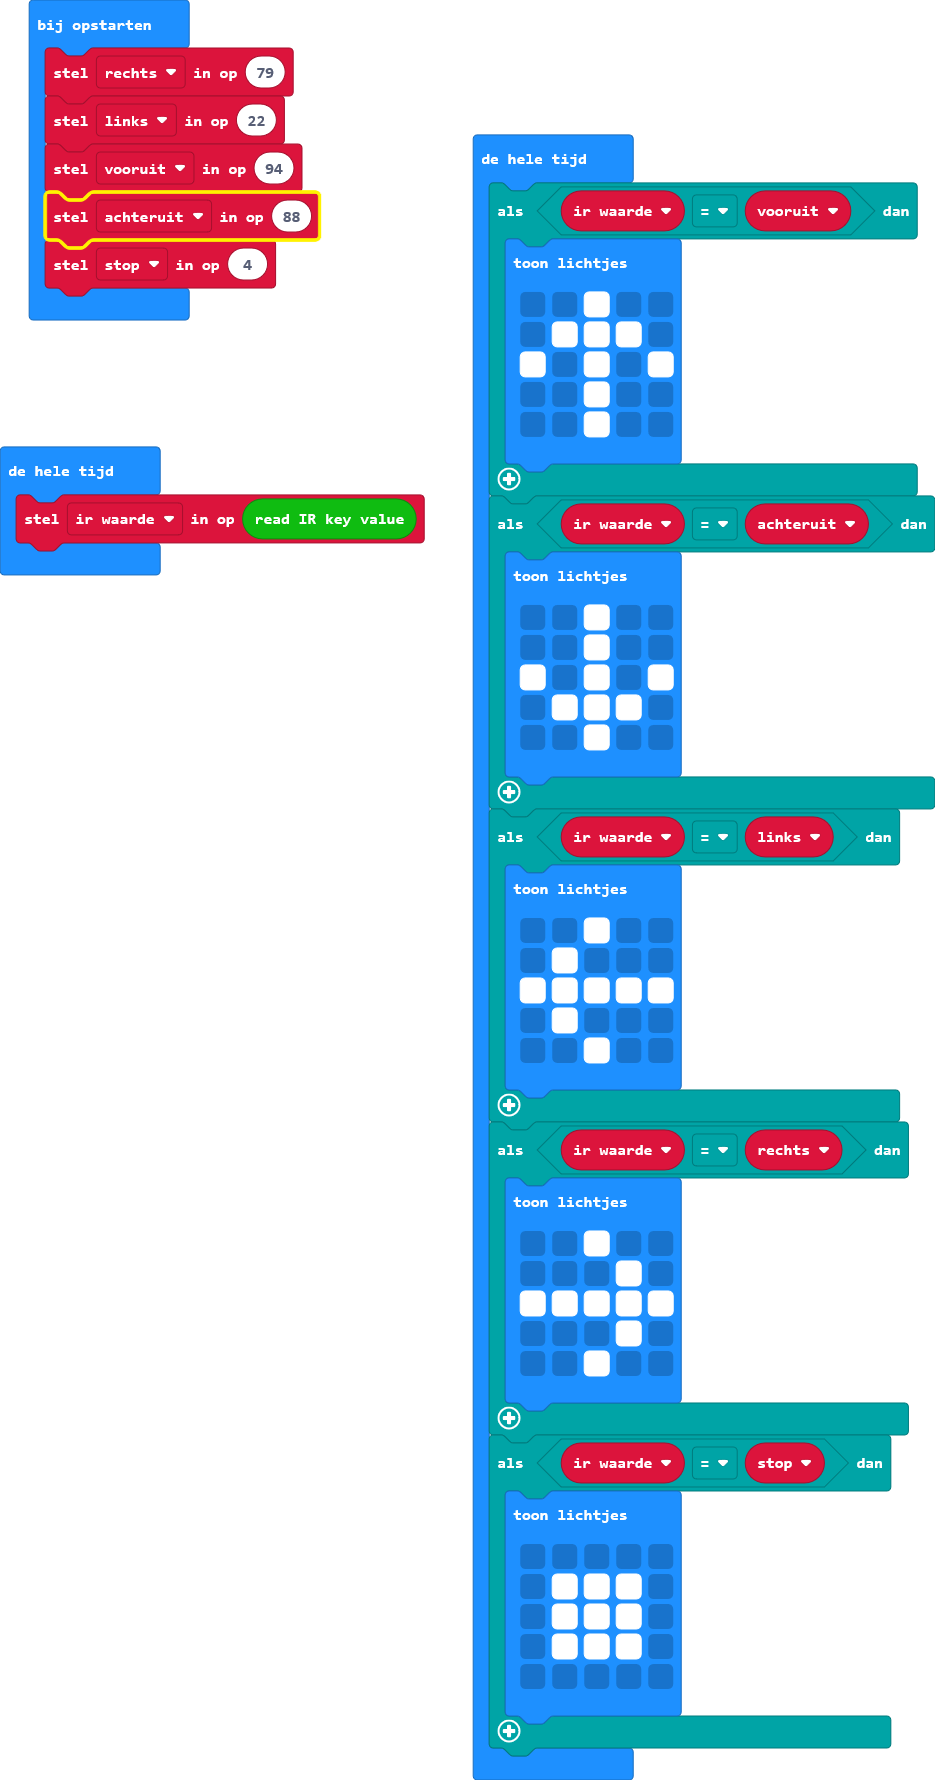 bij opstarten
stel rechts in op 79
stel links in op 22
stel vooruit in op 94
stel achteruit in op 88
stel stop in op 4
de hele tijd
stel ir waarde in op read IR key value
de hele tijd
als ir waarde = vooruit dan
toon lichtjes
als ir waarde = achteruit dan
toon lichtjes
als ir waarde = links dan
toon lichtjes
als ir waarde = rechts dan
toon lichtjes
als ir waarde = stop dan
toon lichtjes